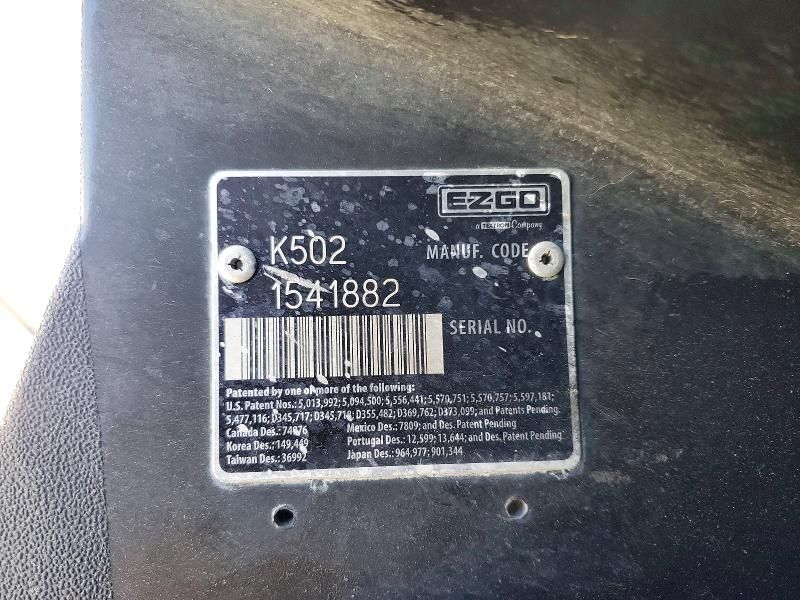 EZGO
a TEXTRON Company
K502 MANUF. CODE
1541882
SERIAL NO.
Patented by one or more of the following:
U.S. Patent Nos.: 5,013,992; 5,094,500; 5,556,441; 5,570,751; 5,570,757; 5,597,181;
5,477,116; D345,717; D345,718; D355,482; D369,762; D373,099; and Patents Pending.
Canada Des.: 74876 Mexico Des.: 7809; and Des. Patent Pending
Korea Des.: 149,449 Portugal Des.: 12,599; 13,644; and Des. Patent Pending
Taiwan Des.: 36992 Japan Des.: 964,977; 901,344